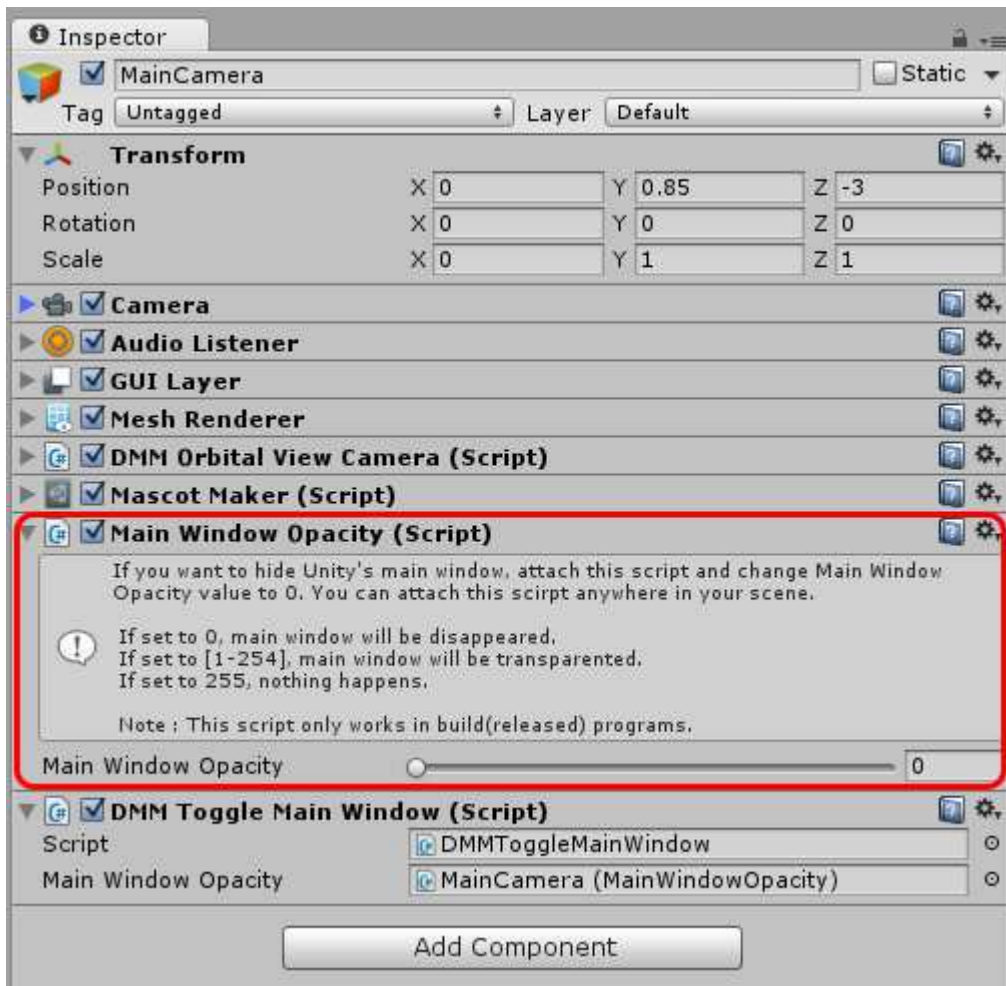 Inspector
MainCamera Static
Tag Untagged Layer Default
Transform
Position X 0 Y 0.85 Z -3
Rotation X 0 Y 0 Z 0
Scale X 0 Y 1 Z 1
Camera
Audio Listener
GUI Layer
Mesh Renderer
C# DMM Orbital View Camera (Script)
Mascot Maker (Script)
C# Main Window Opacity (Script)
If you want to hide Unity's main window, attach this script and change Main Window
Opacity value to 0. You can attach this scirpt anywhere in your scene.
If set to 0, main window will be disappeared.
If set to [1-254], main window will be transparented.
If set to 255, nothing happens.
Note : This script only works in build(released) programs.
Main Window Opacity 0
C# DMM Toggle Main Window (Script)
Script DMMToggleMainWindow
Main Window Opacity MainCamera (MainWindowOpacity)
Add Component